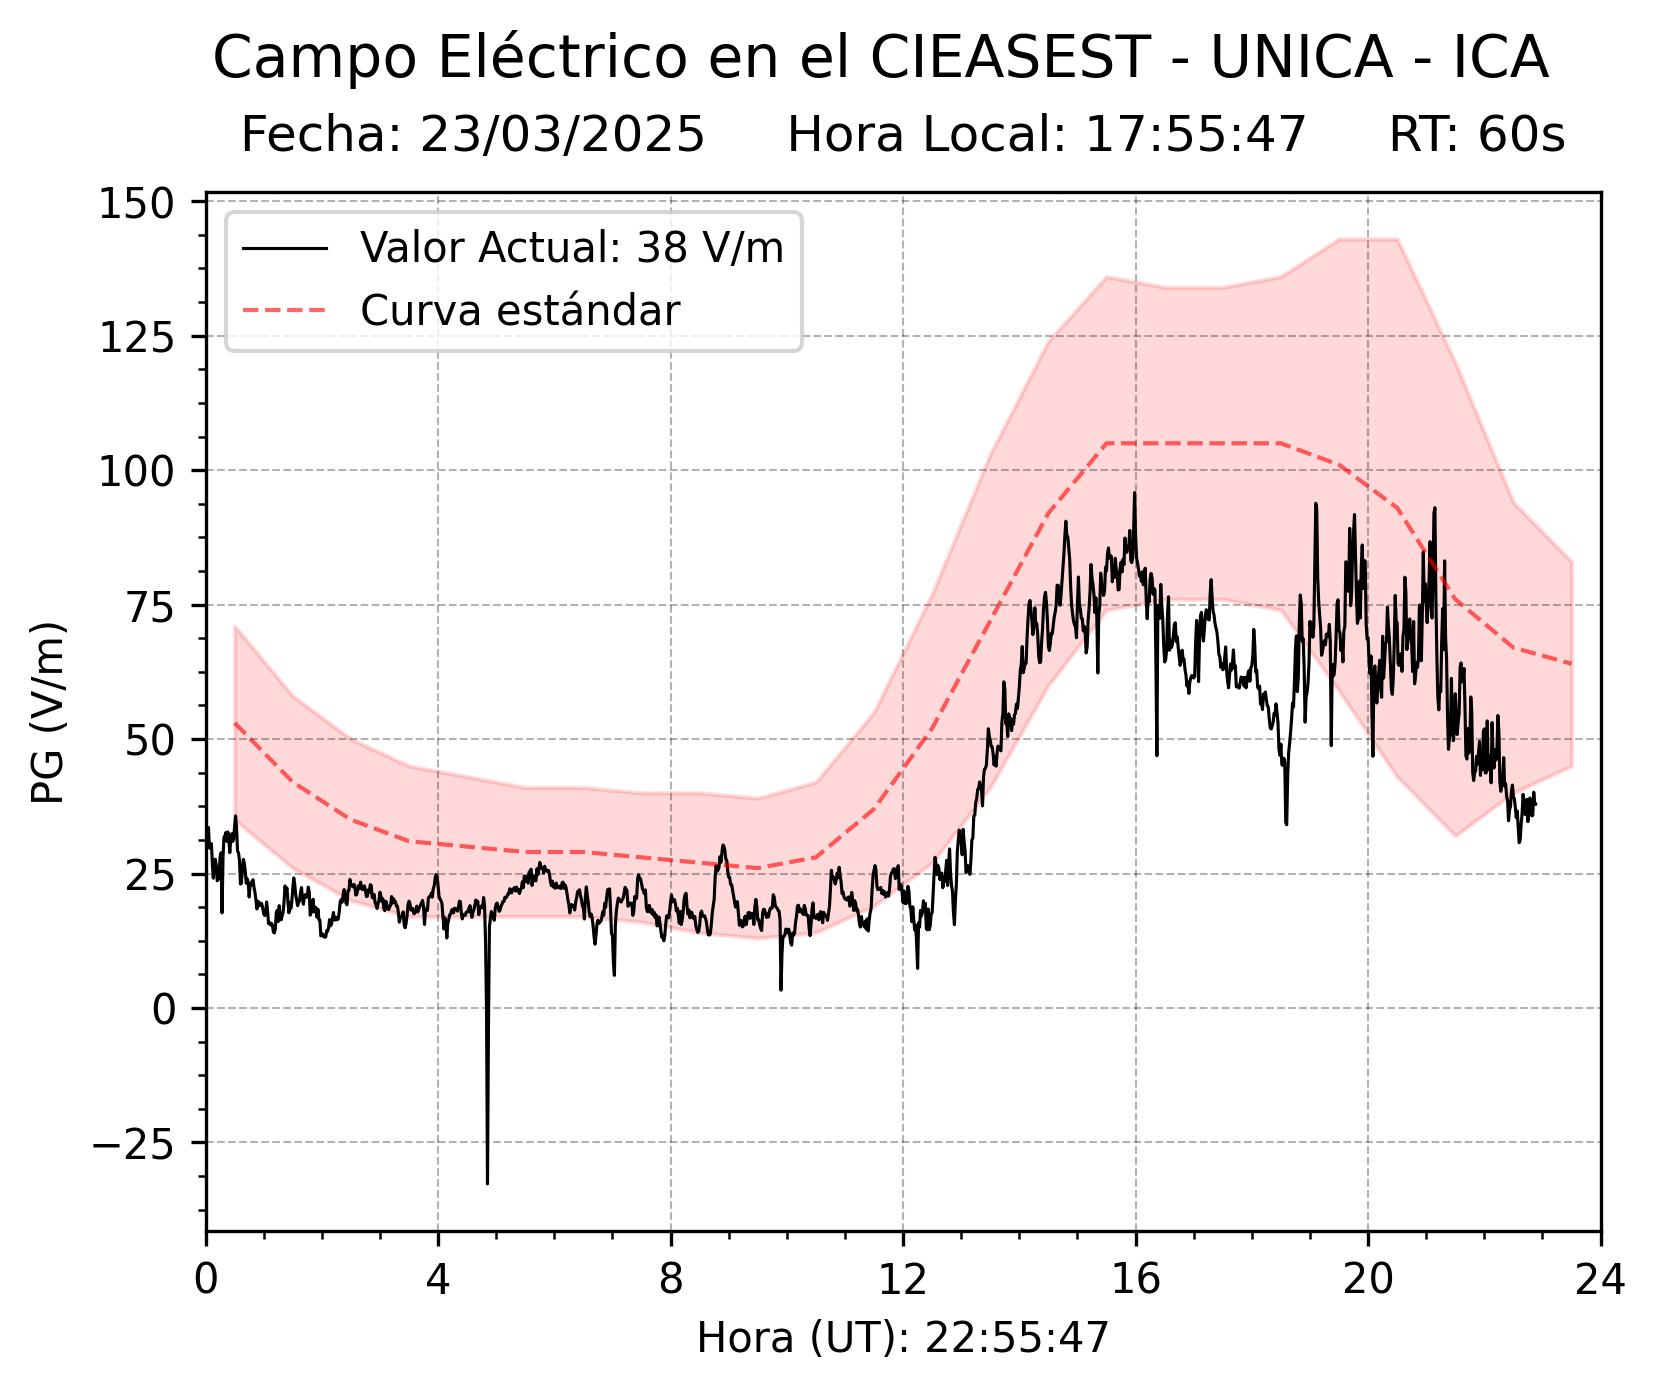 Campo Eléctrico en el CIEASEST - UNICA - ICA
Fecha: 23/03/2025 Hora Local: 17:55:47 RT: 60s
Valor Actual: 38 V/m
Curva estándar
PG (V/m)
150
125
100
75
50
25
0
−25
0 4 8 12 16 20 24
Hora (UT): 22:55:47